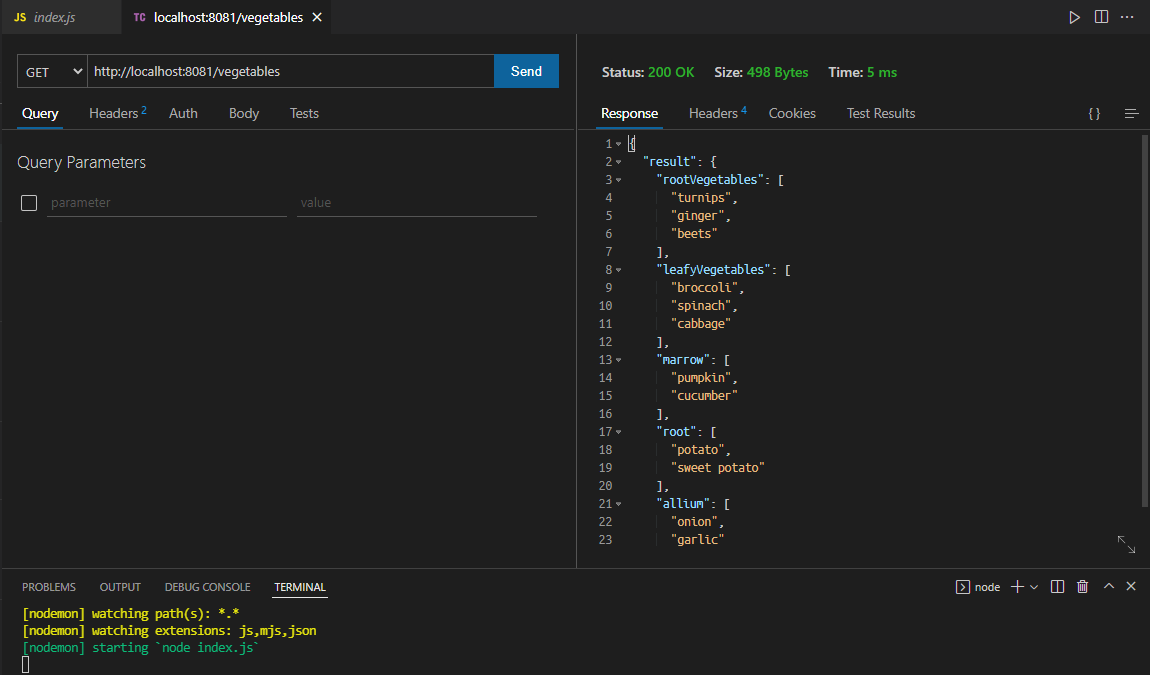 JS index.js
TC localhost:8081/vegetables
GET http://localhost:8081/vegetables Send
Query Headers 2 Auth Body Tests
Query Parameters
parameter value
Status: 200 OK Size: 498 Bytes Time: 5 ms
Response Headers 4 Cookies Test Results {}
1 {
2 "result": {
3 "rootVegetables": [
4 "turnips",
5 "ginger",
6 "beets"
7 ],
8 "leafyVegetables": [
9 "broccoli",
10 "spinach",
11 "cabbage"
12 ],
13 "marrow": [
14 "pumpkin",
15 "cucumber"
16 ],
17 "root": [
18 "potato",
19 "sweet potato"
20 ],
21 "allium": [
22 "onion",
23 "garlic"
PROBLEMS OUTPUT DEBUG CONSOLE TERMINAL node
[nodemon] watching path(s): *.*
[nodemon] watching extensions: js,mjs,json
[nodemon] starting `node index.js`